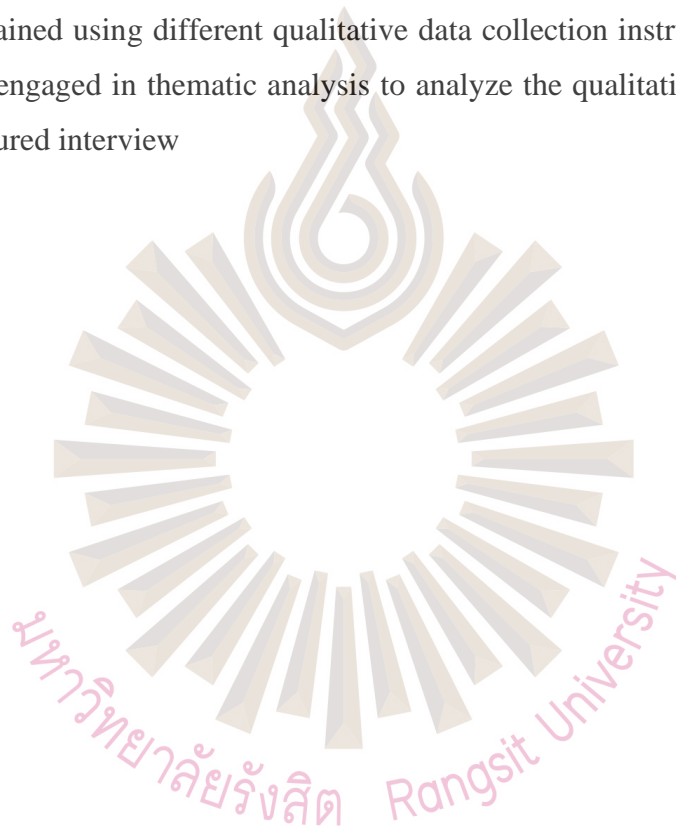 ained using different qualitative data collection instr
engaged in thematic analysis to analyze the qualitati
ured interview
มหาวิทยาลัยรังสิต Rangsit University